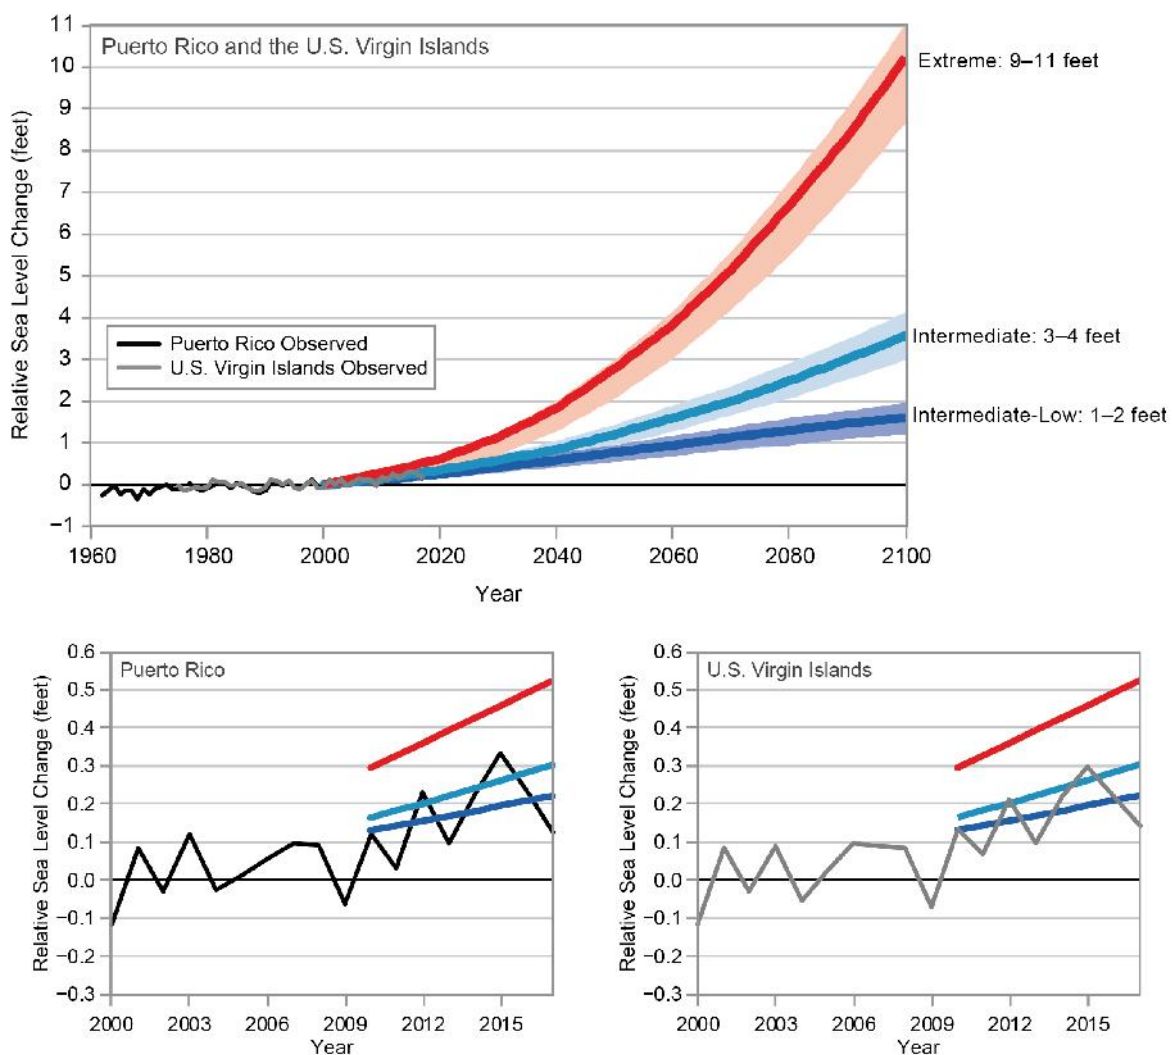 Puerto Rico and the U.S. Virgin Islands
Relative Sea Level Change (feet)
11
10
9
8
7
6
5
4
3
2
1
0
−1
Extreme: 9–11 feet
Intermediate: 3–4 feet
Intermediate-Low: 1–2 feet
Puerto Rico Observed
U.S. Virgin Islands Observed
1960 1980 2000 2020 2040 2060 2080 2100
Year
Puerto Rico
Relative Sea Level Change (feet)
0.6
0.5
0.4
0.3
0.2
0.1
0.0
−0.1
−0.2
−0.3
2000 2003 2006 2009 2012 2015
Year
U.S. Virgin Islands
Relative Sea Level Change (feet)
0.6
0.5
0.4
0.3
0.2
0.1
0.0
−0.1
−0.2
−0.3
2000 2003 2006 2009 2012 2015
Year